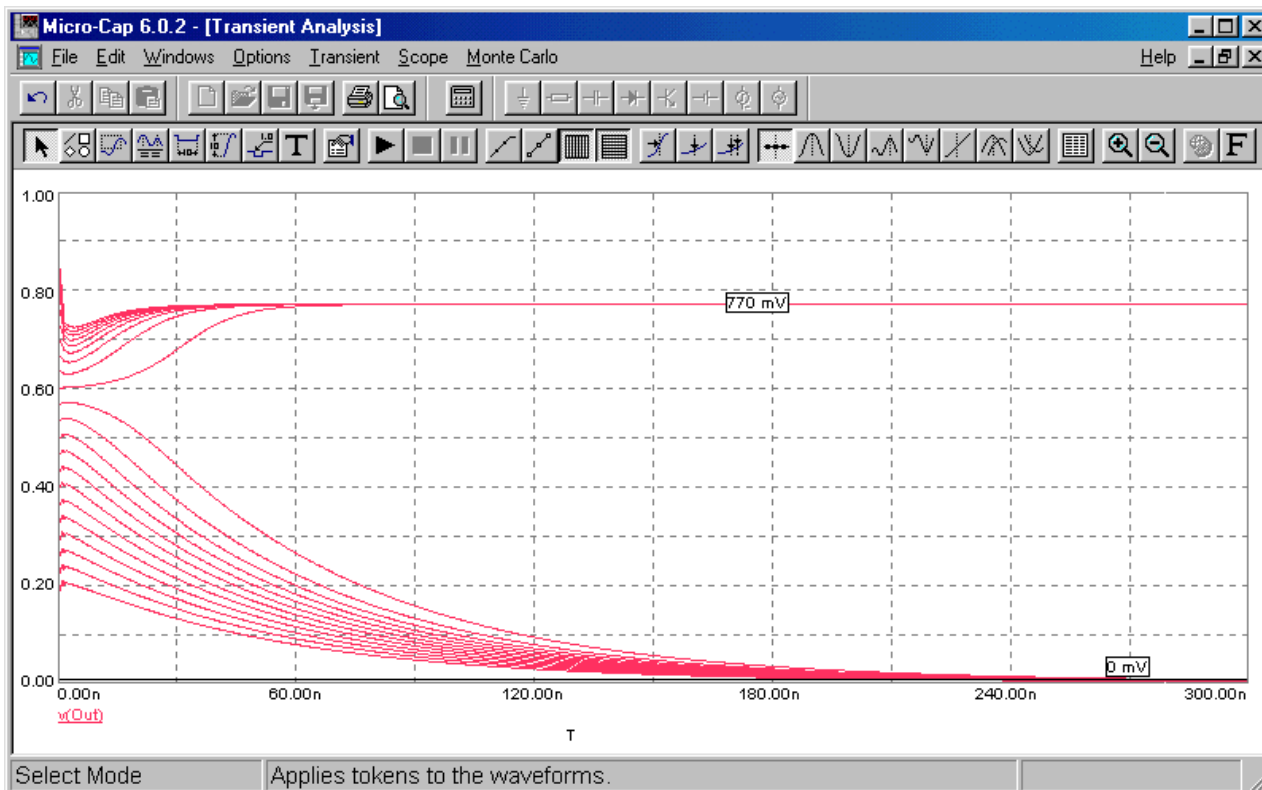 Micro-Cap 6.0.2 - [Transient Analysis]
File Edit Windows Options Transient Scope Monte Carlo Help
T F
1.00
0.80
770 mV
0.60
0.40
0.20
0 mV
0.00
0.00n 60.00n 120.00n 180.00n 240.00n 300.00n
v(Out)
T
Select Mode Applies tokens to the waveforms.